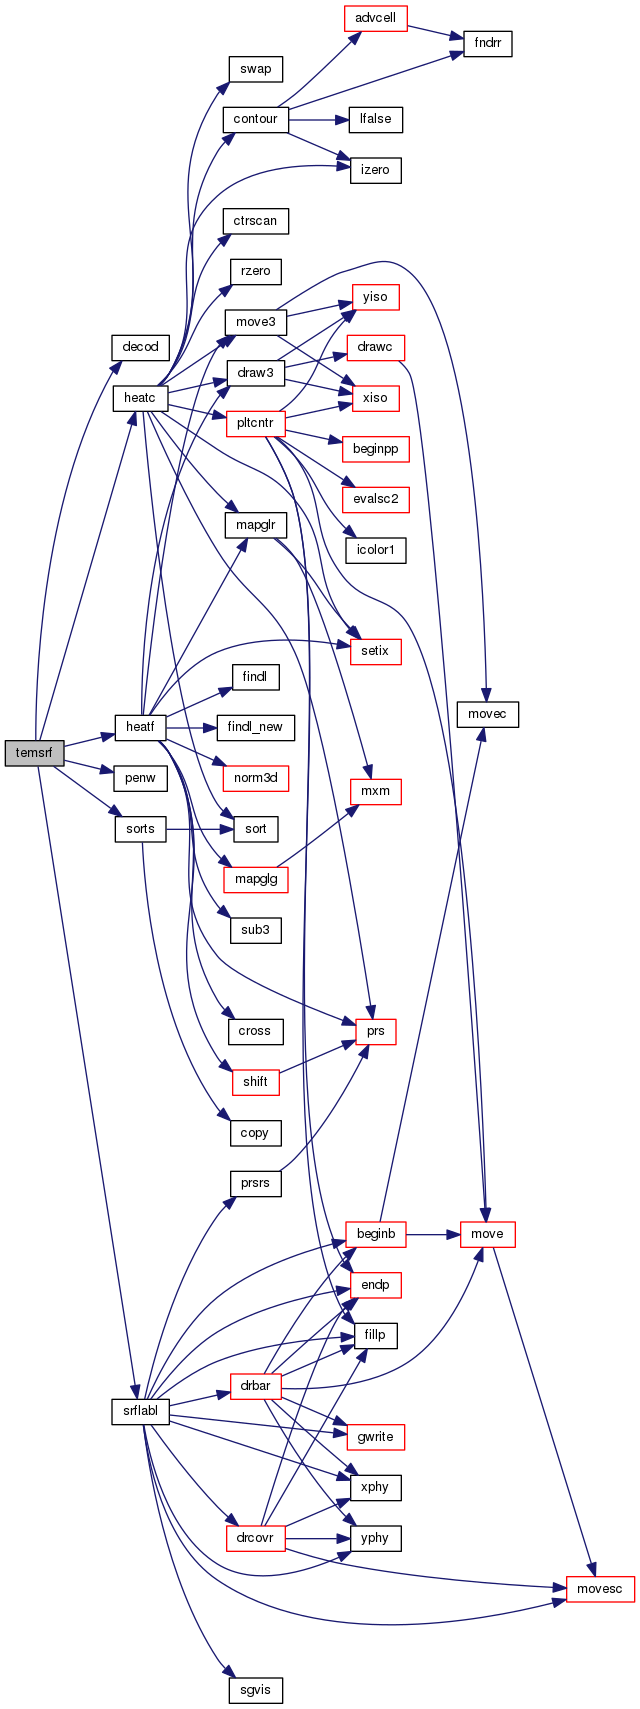 advcell
fndrr
swap
contour
lfalse
izero
ctrscan
rzero
yiso
move3
decod
drawc
draw3
heatc
xiso
pltcntr
beginpp
evalsc2
mapglr
icolor1
setix
findl
movec
heatf
findl_new
temsrf
penw
norm3d
mxm
sorts
sort
mapglg
sub3
cross
prs
shift
copy
prsrs
beginb
move
endp
fillp
drbar
srflabl
gwrite
xphy
drcovr
yphy
movesc
sgvis